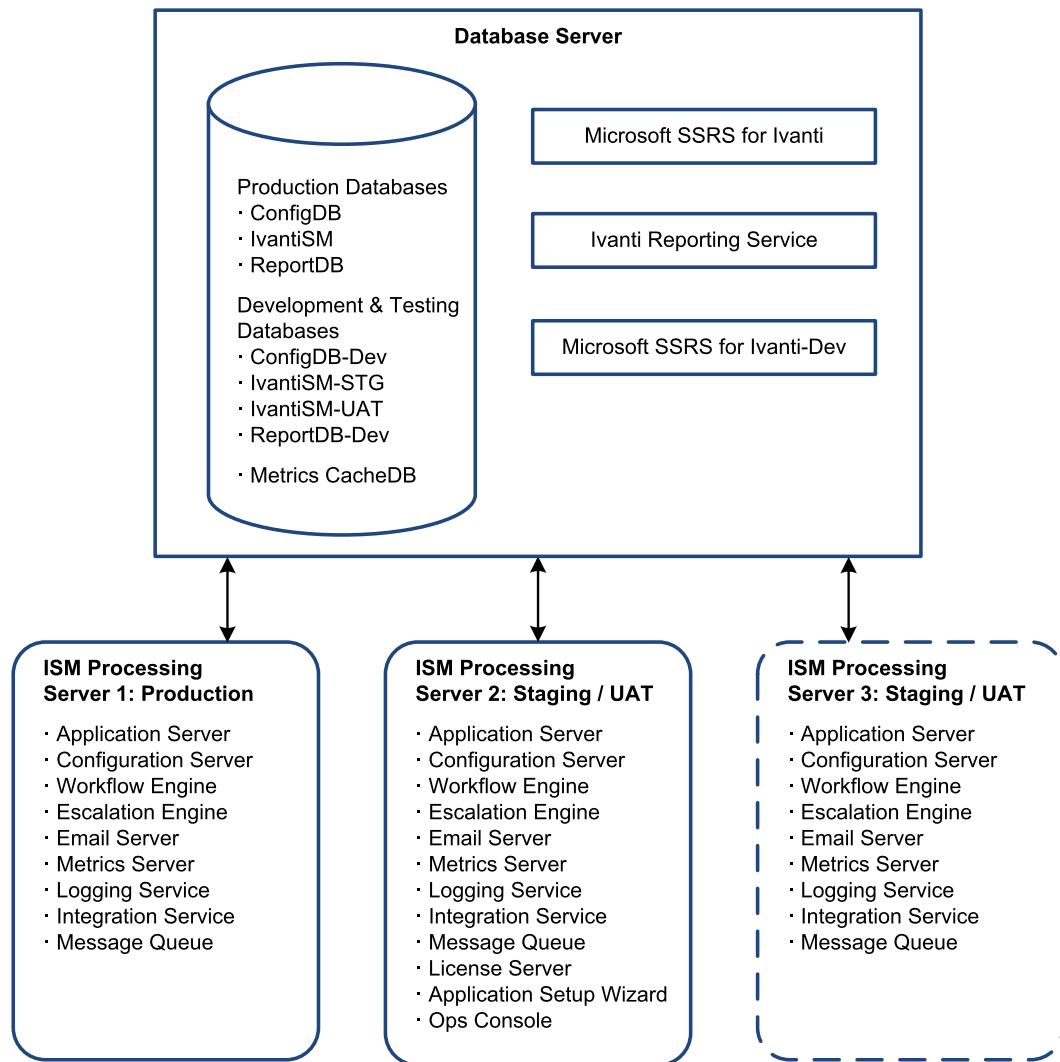 Database Server
Production Databases
· ConfigDB
· IvantiSM
· ReportDB
Development & Testing
Databases
· ConfigDB-Dev
· IvantiSM-STG
· IvantiSM-UAT
· ReportDB-Dev
· Metrics CacheDB
Microsoft SSRS for Ivanti
Ivanti Reporting Service
Microsoft SSRS for Ivanti-Dev
ISM Processing
Server 1: Production
· Application Server
· Configuration Server
· Workflow Engine
· Escalation Engine
· Email Server
· Metrics Server
· Logging Service
· Integration Service
· Message Queue
ISM Processing
Server 2: Staging / UAT
· Application Server
· Configuration Server
· Workflow Engine
· Escalation Engine
· Email Server
· Metrics Server
· Logging Service
· Integration Service
· Message Queue
· License Server
· Application Setup Wizard
· Ops Console
ISM Processing
Server 3: Staging / UAT
· Application Server
· Configuration Server
· Workflow Engine
· Escalation Engine
· Email Server
· Metrics Server
· Logging Service
· Integration Service
· Message Queue